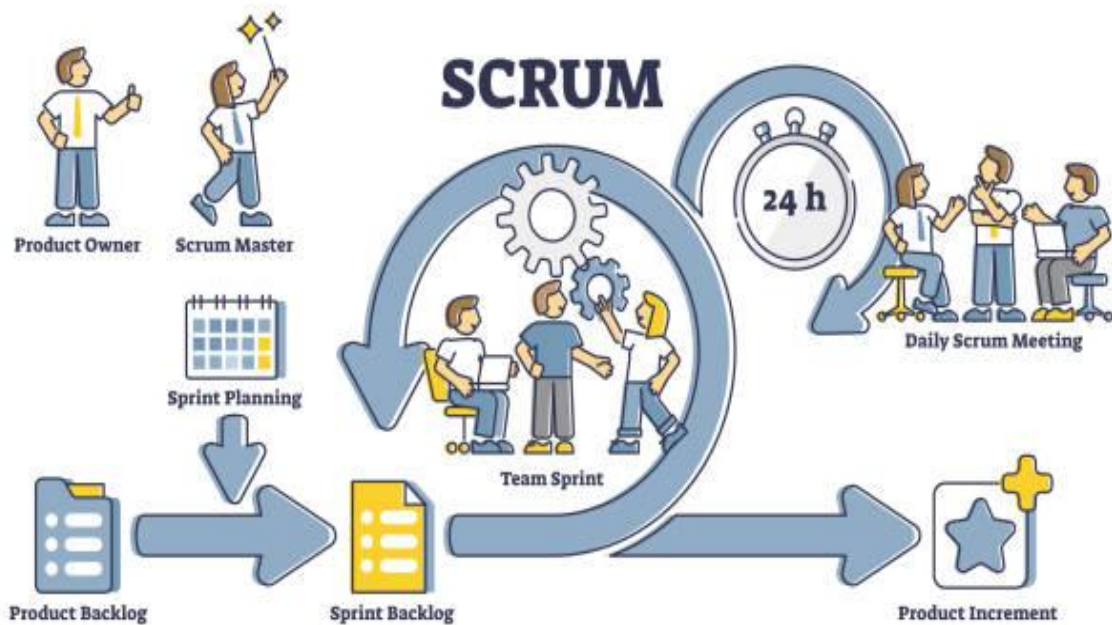 SCRUM
24 h
Product Owner
Scrum Master
Daily Scrum Meeting
Sprint Planning
Team Sprint
Product Backlog
Sprint Backlog
Product Increment